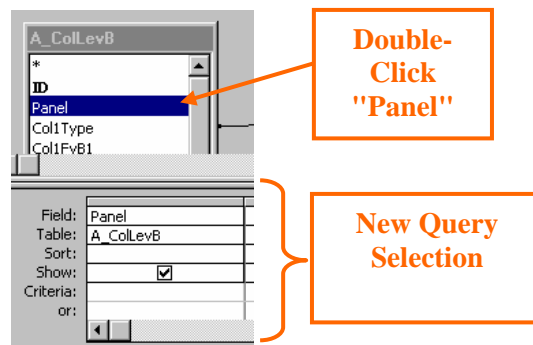 A_ColLevB
*
ID
Panel
Col1Type
Col1FyB1
Double-
Click
"Panel"
Field: Panel
Table: A_ColLevB
Sort:
Show:
Criteria:
or:
New Query
Selection